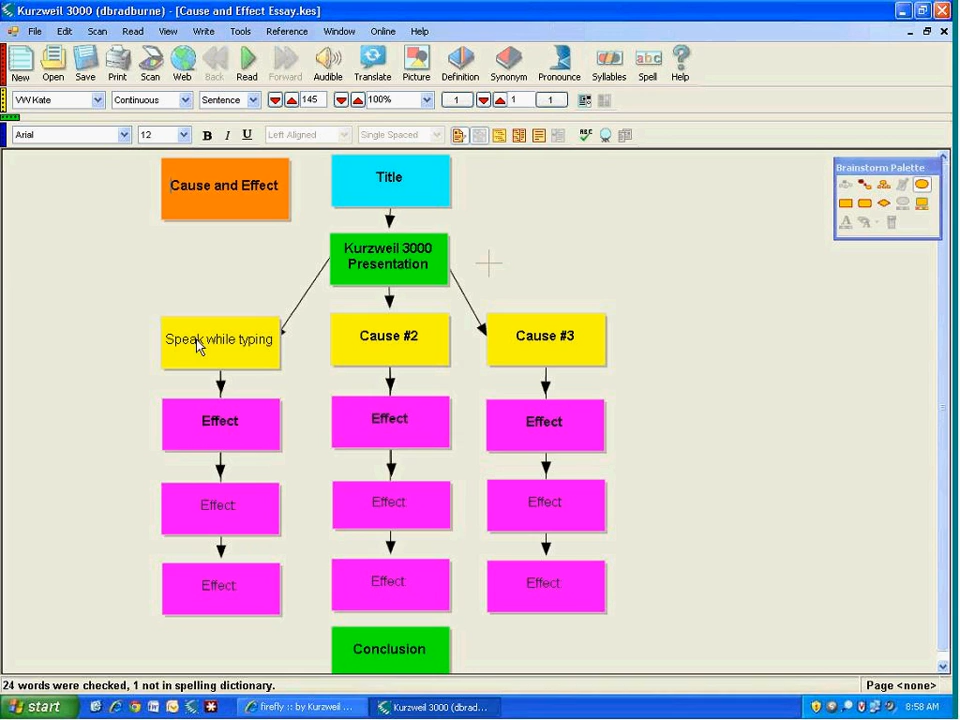 Kurzweil 3000 (dbradburne) - [Cause and Effect Essay.kes]
File Edit Scan Read View Write Tools Reference Window Online Help
New Open Save Print Scan Web Back Read Forward Audible Translate Picture Definition Synonym Pronounce Syllables Spell Help
VW Kate Continuous Sentence 145 100% 1 1 1
Arial 12 B I U Left Aligned Single Spaced
Brainstorm Palette
Cause and Effect
Title
Kurzweil 3000
Presentation
Speak while typing
Cause #2
Cause #3
Effect
Effect
Effect
Effect
Effect
Effect
Effect
Effect
Effect
Conclusion
24 words were checked, 1 not in spelling dictionary.
Page <none>
start
firefly :: by Kurzweil ...
Kurzweil 3000 (dbrad...
8:58 AM